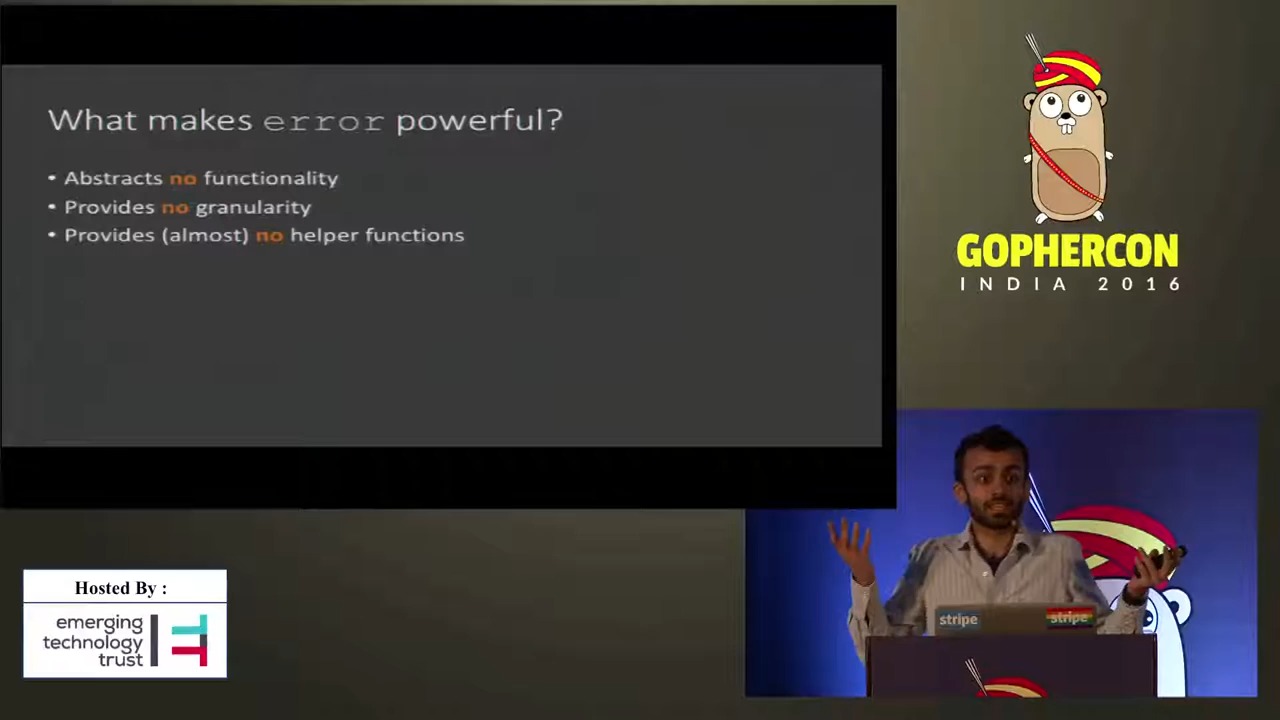 What makes error powerful?
• Abstracts no functionality
• Provides no granularity
• Provides (almost) no helper functions
GOPHERCON
INDIA 2016
stripe
stripe
Hosted By :
emerging
technology
trust